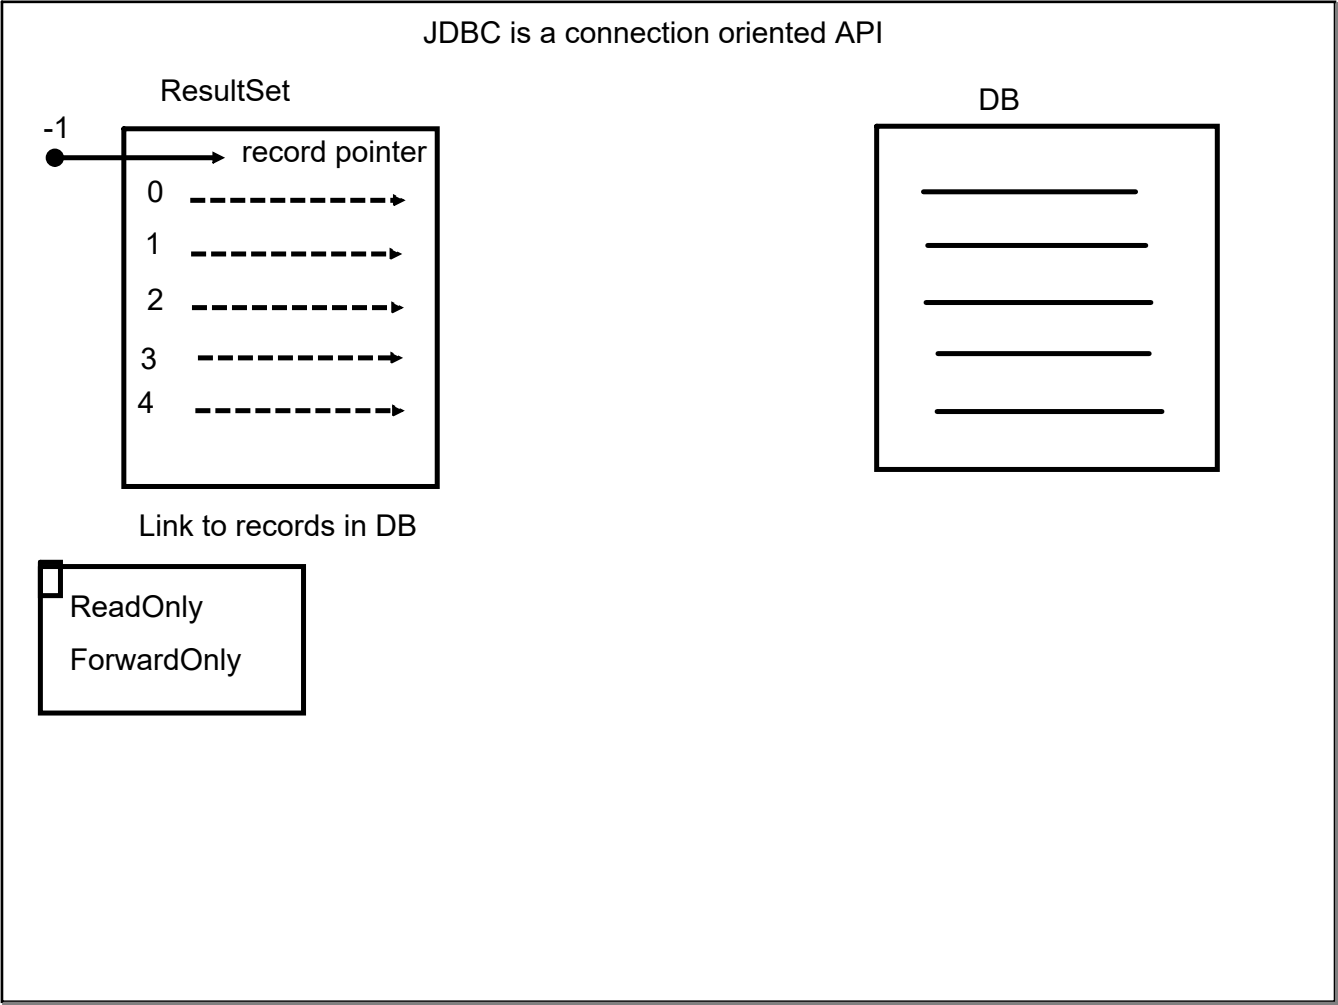 JDBC is a connection oriented API
ResultSet
DB
-1
record pointer
0
1
2
3
4
Link to records in DB
ReadOnly
ForwardOnly